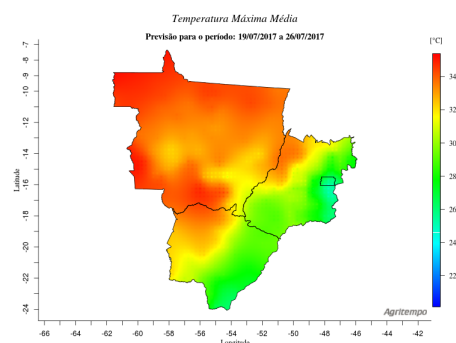 Temperatura Máxima Média
Previsão para o período: 19/07/2017 a 26/07/2017
[°C]
-7
-8
-9
-10
-12
-14
-16
-18
-20
-22
-24
Latitude
34
32
30
28
26
24
22
Agritempo
-66 -64 -62 -60 -58 -56 -54 -52 -50 -48 -46 -44 -42
Longitude